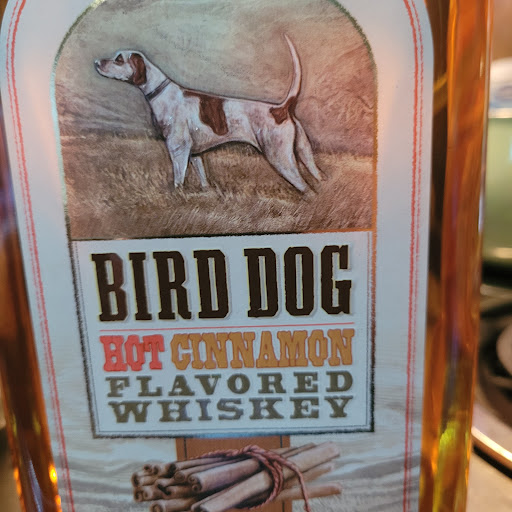 BIRD DOG
HOT CINNAMON
FLAVORED
WHISKEY